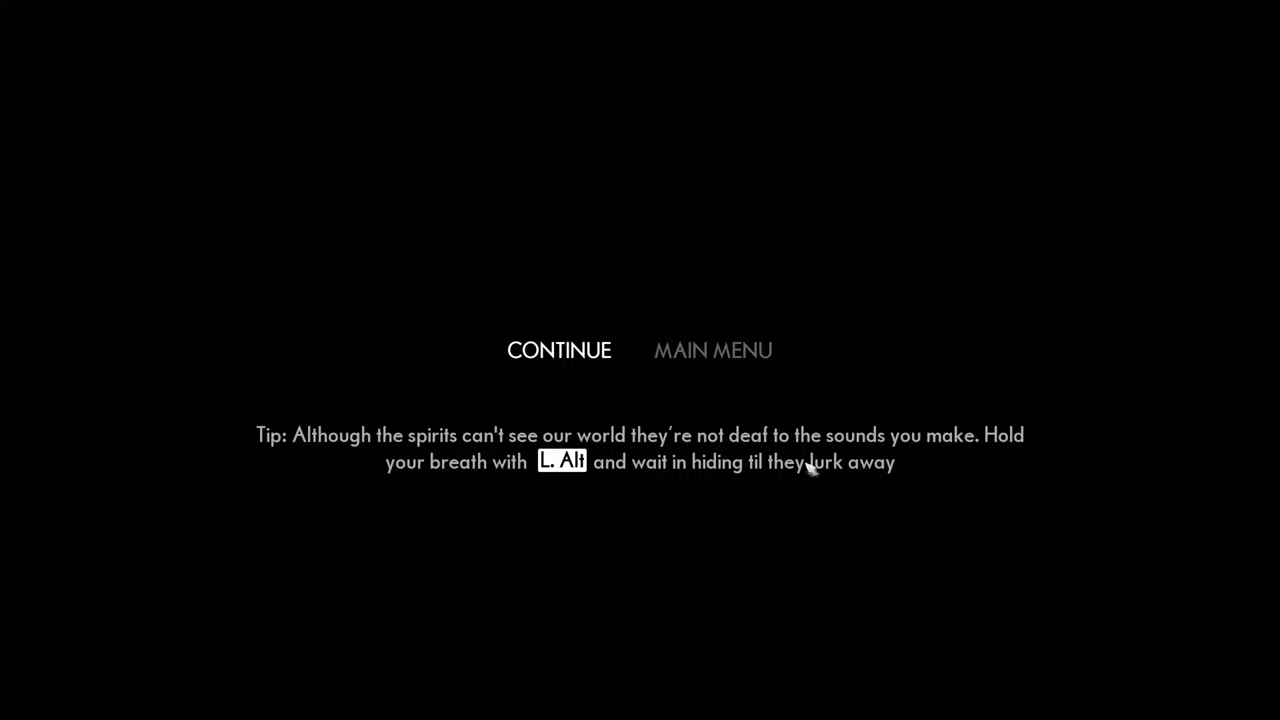 CONTINUE MAIN MENU
Tip: Although the spirits can't see our world they're not deaf to the sounds you make. Hold
your breath with L. Alt and wait in hiding til they lurk away